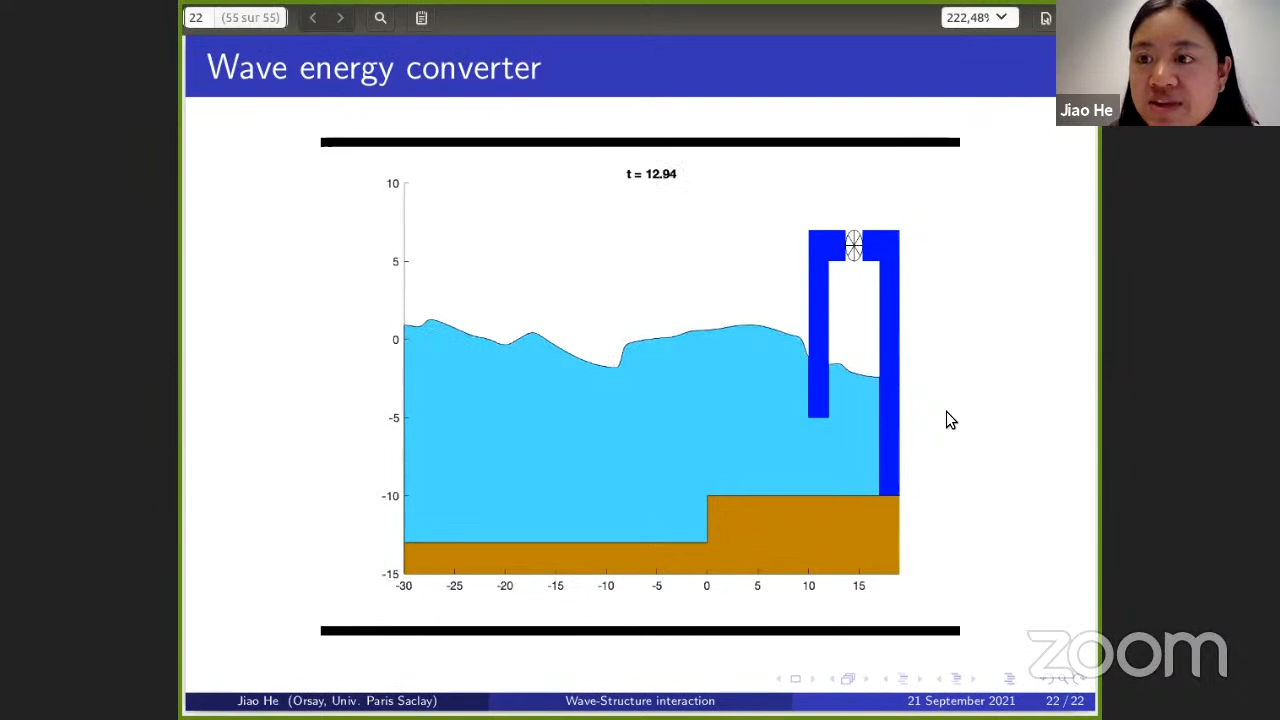 22 (55 sur 55)
222,48%
Wave energy converter
Jiao He
t = 12.94
10
5
0
-5
-10
-15
-30 -25 -20 -15 -10 -5 0 5 10 15
zoom
Jiao He (Orsay, Univ. Paris Saclay) Wave-Structure interaction 21 September 2021 22 / 22